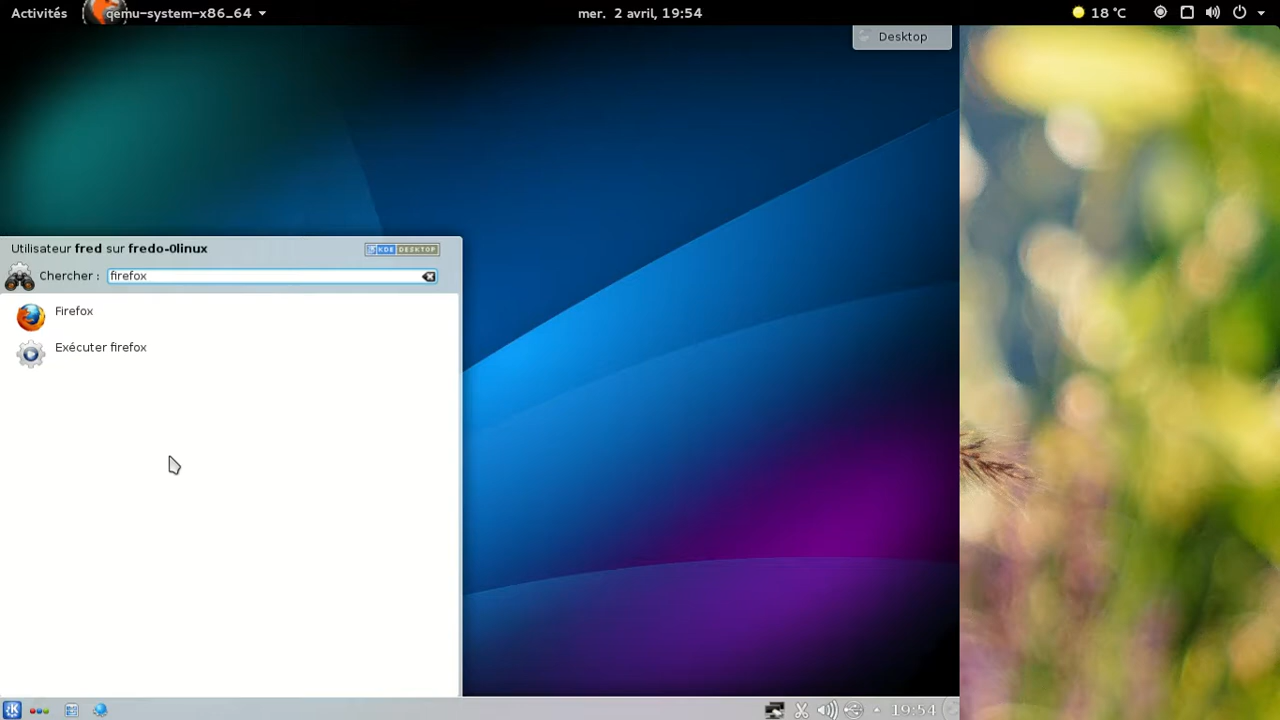 Activités qemu-system-x86_64 mer. 2 avril, 19:54 18 °C
Desktop
Utilisateur fred sur fredo-0linux KDE DESKTOP
Chercher : firefox
Firefox
Exécuter firefox
19:54